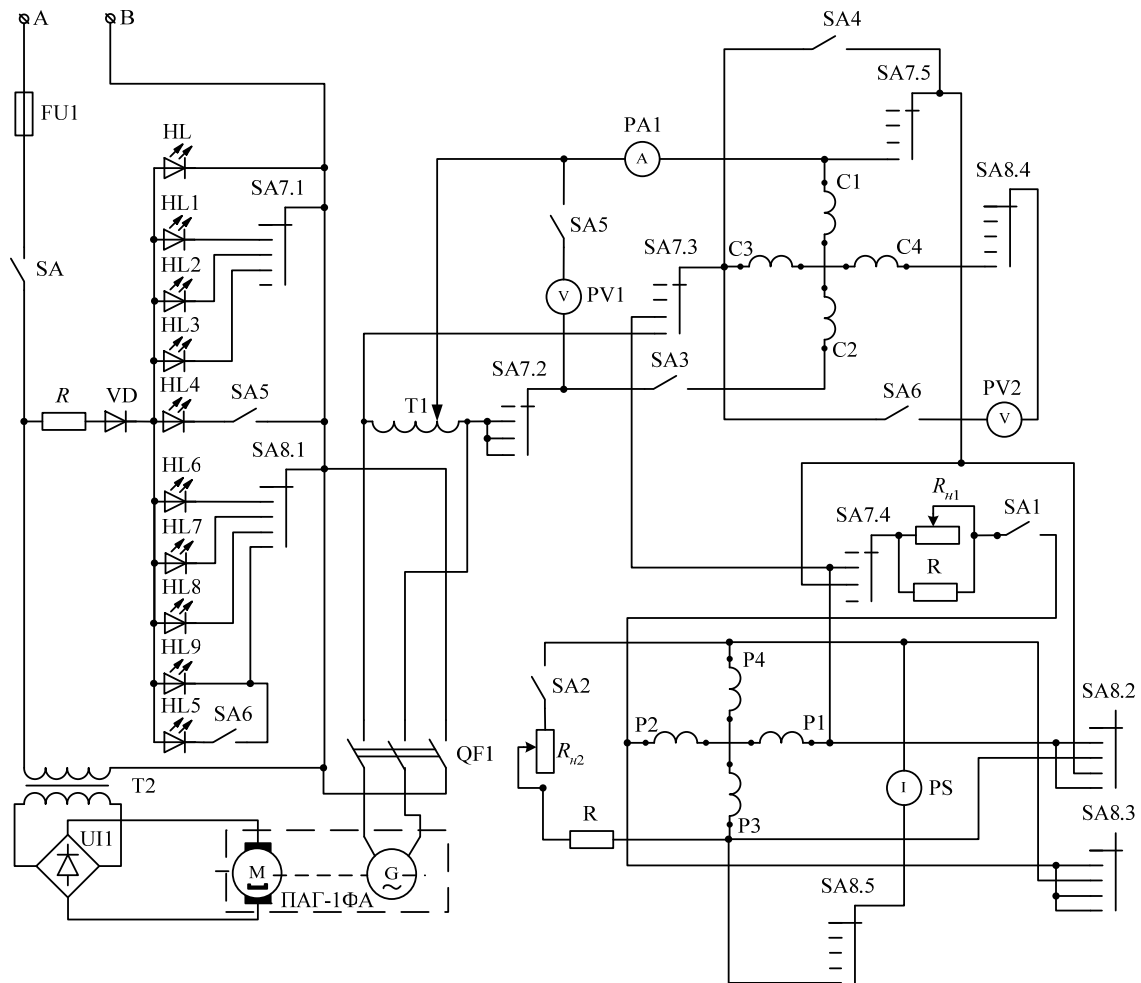 A
B
SA4
SA7.5
FU1
PA1
A
HL
SA7.1
SA8.4
C1
HL1
SA5
SA7.3
C3
C4
SA
HL2
V
PV1
HL3
C2
SA7.2
SA3
R
VD
HL4
SA5
T1
SA6
PV2
V
SA8.1
HL6
Rн1
SA1
SA7.4
HL7
R
HL8
HL9
P4
SA2
SA8.2
HL5
SA6
P2
P1
QF1
Rн2
T2
I
PS
R
P3
SA8.3
UI1
M
G
SA8.5
ПАГ-1ФА